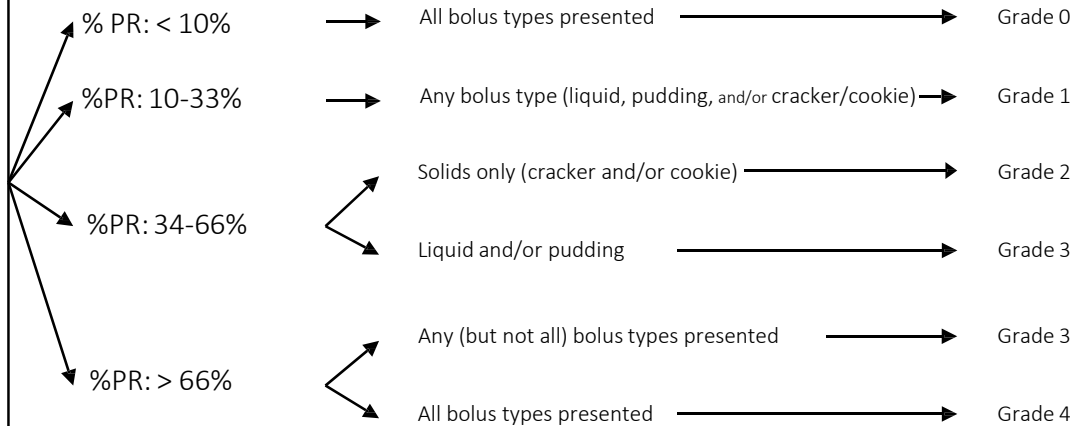 % PR: < 10% All bolus types presented Grade 0
%PR: 10-33% Any bolus type (liquid, pudding, and/or cracker/cookie) Grade 1
Solids only (cracker and/or cookie) Grade 2
%PR: 34-66%
Liquid and/or pudding Grade 3
Any (but not all) bolus types presented Grade 3
%PR: > 66%
All bolus types presented Grade 4